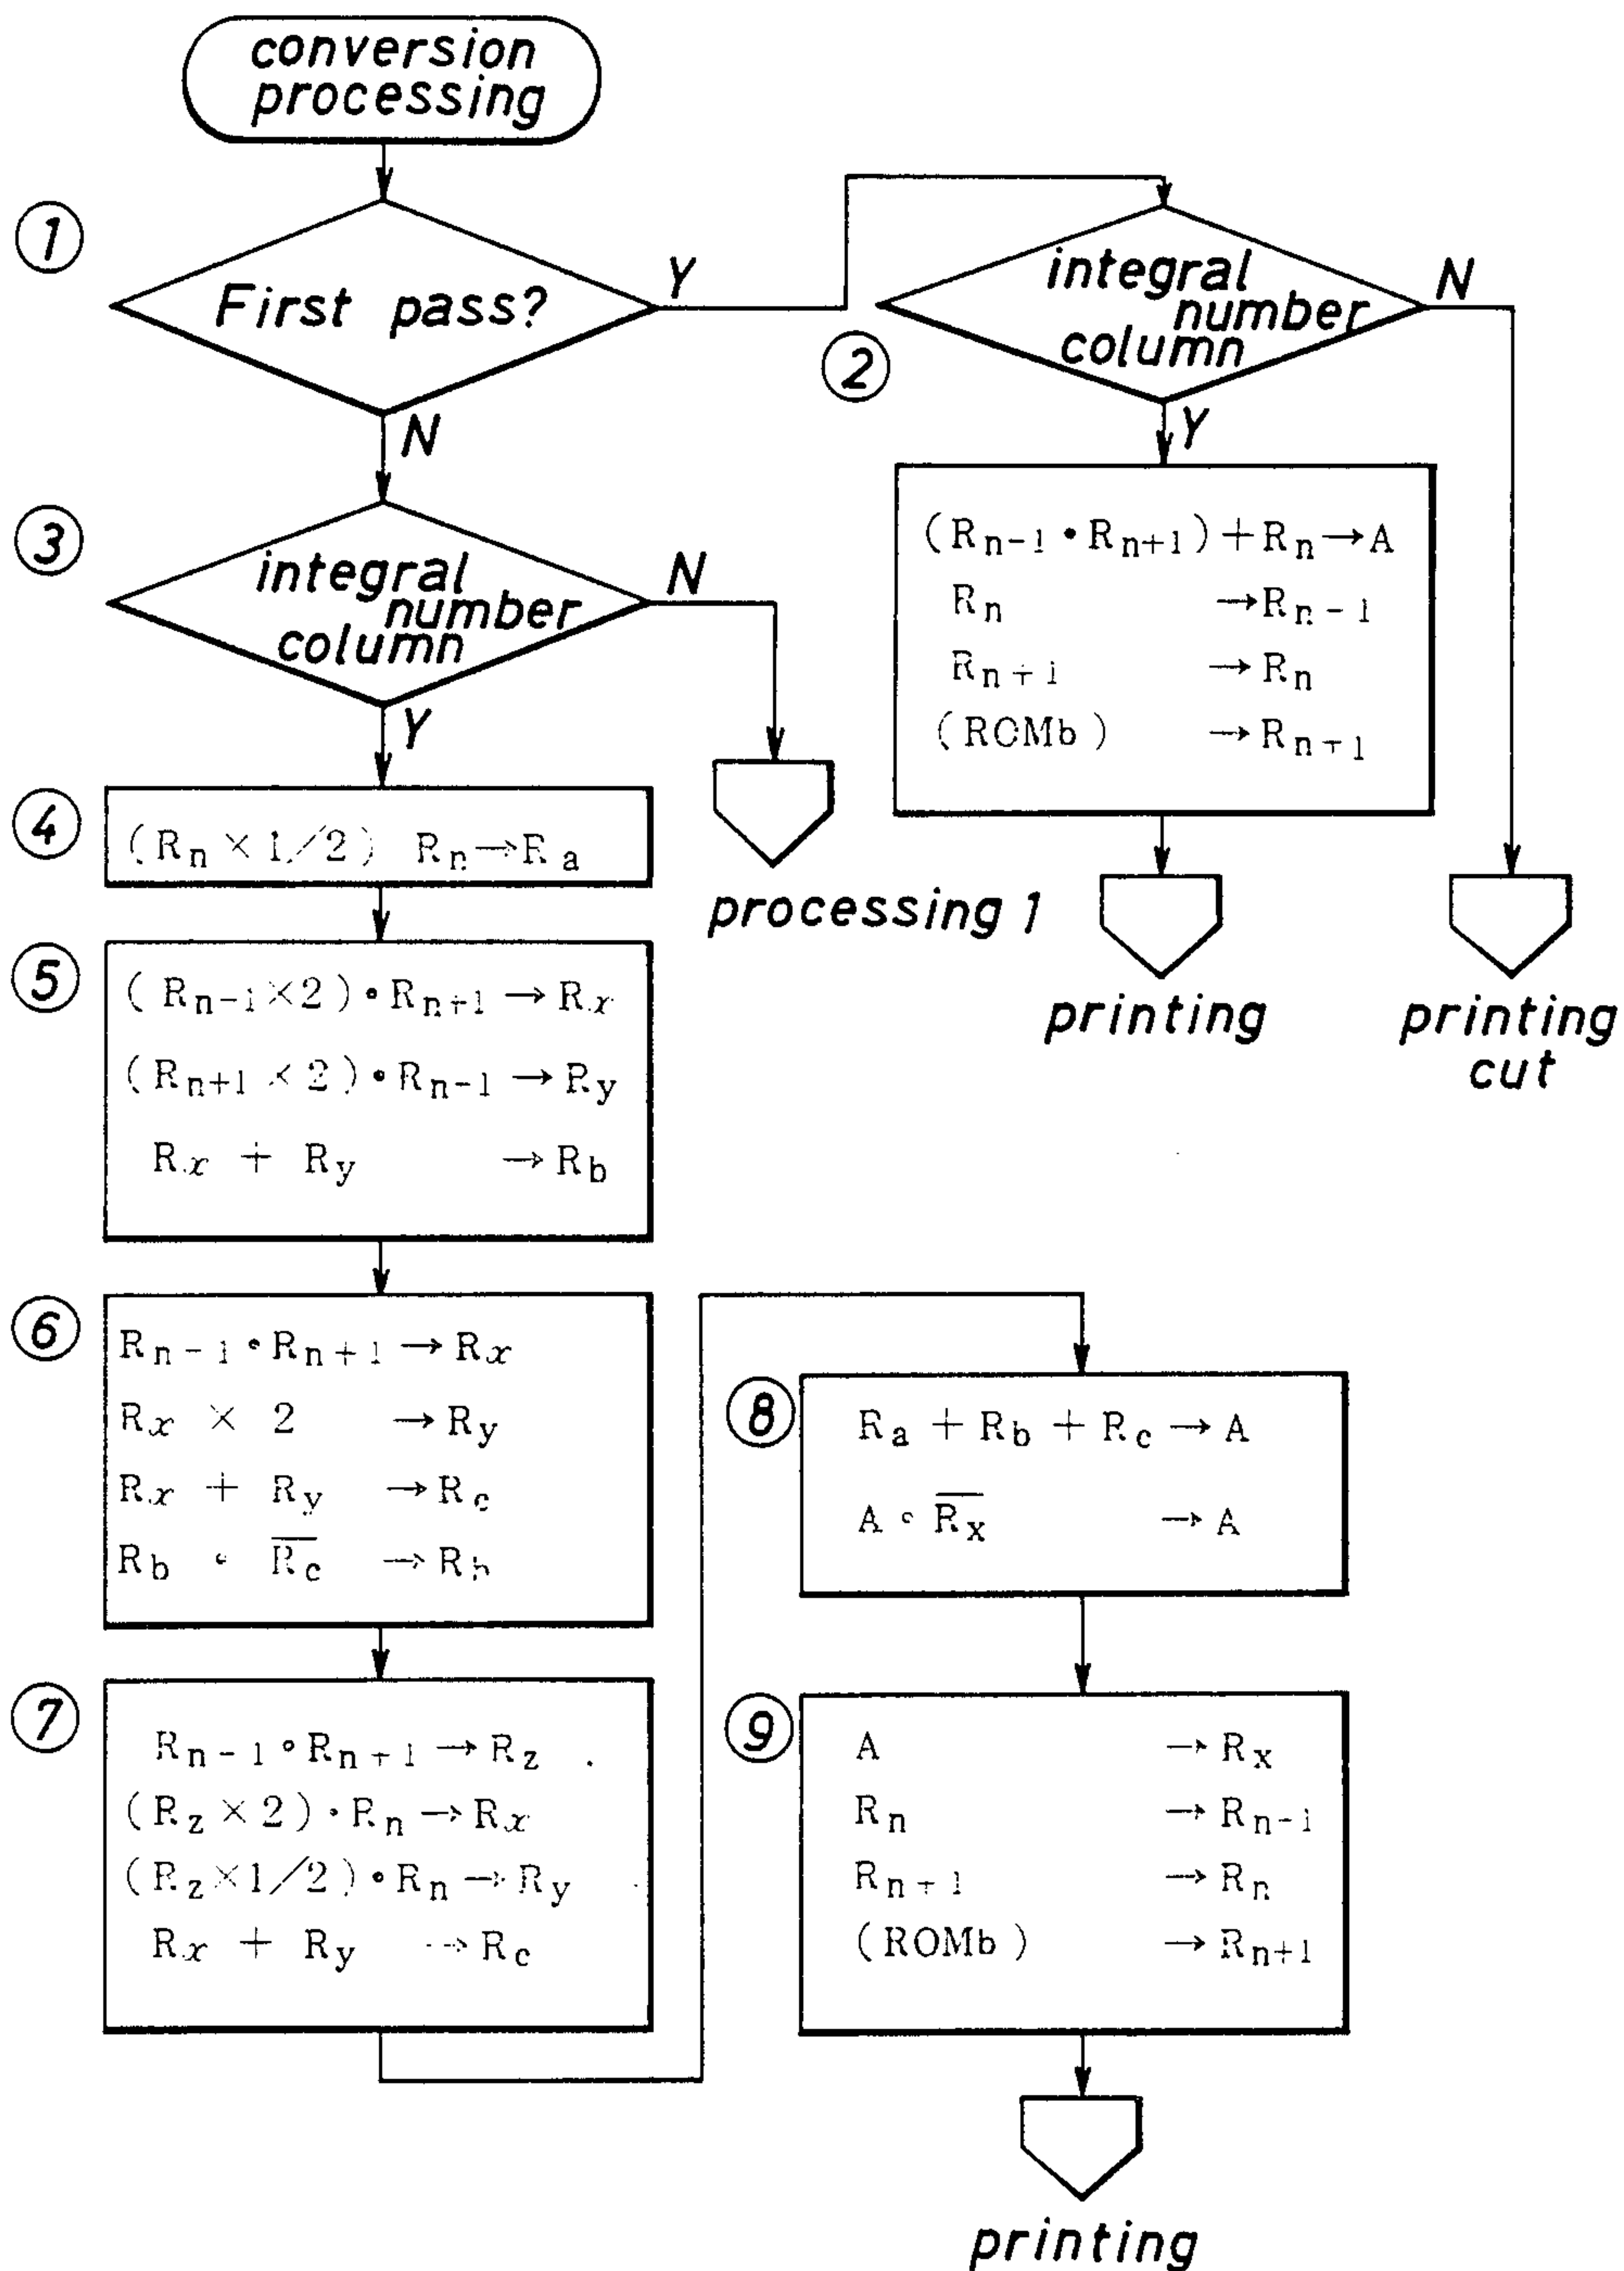 conversion
processing
①
First pass?
Y
N
②
integral
number
column
N
Y
(Rn-1 • Rn+1) + Rn → A
Rn → Rn-1
Rn+1 → Rn
(ROMb) → Rn+1
printing
printing
cut
③
integral
number
column
N
Y
processing 1
④
(Rn × 1/2) Rn → Ra
⑤
(Rn-1 × 2) • Rn+1 → Rx
(Rn+1 × 2) • Rn-1 → Ry
Rx + Ry → Rb
⑥
Rn-1 • Rn+1 → Rx
Rx × 2 → Ry
Rx + Ry → Rc
Rb • R̅c̅ → Rb
⑦
Rn-1 • Rn+1 → Rz
(Rz × 2) • Rn → Rx
(Rz × 1/2) • Rn → Ry
Rx + Ry → Rc
⑧
Ra + Rb + Rc → A
A • R̅x̅ → A
⑨
A → Rx
Rn → Rn-1
Rn+1 → Rn
(ROMb) → Rn+1
printing